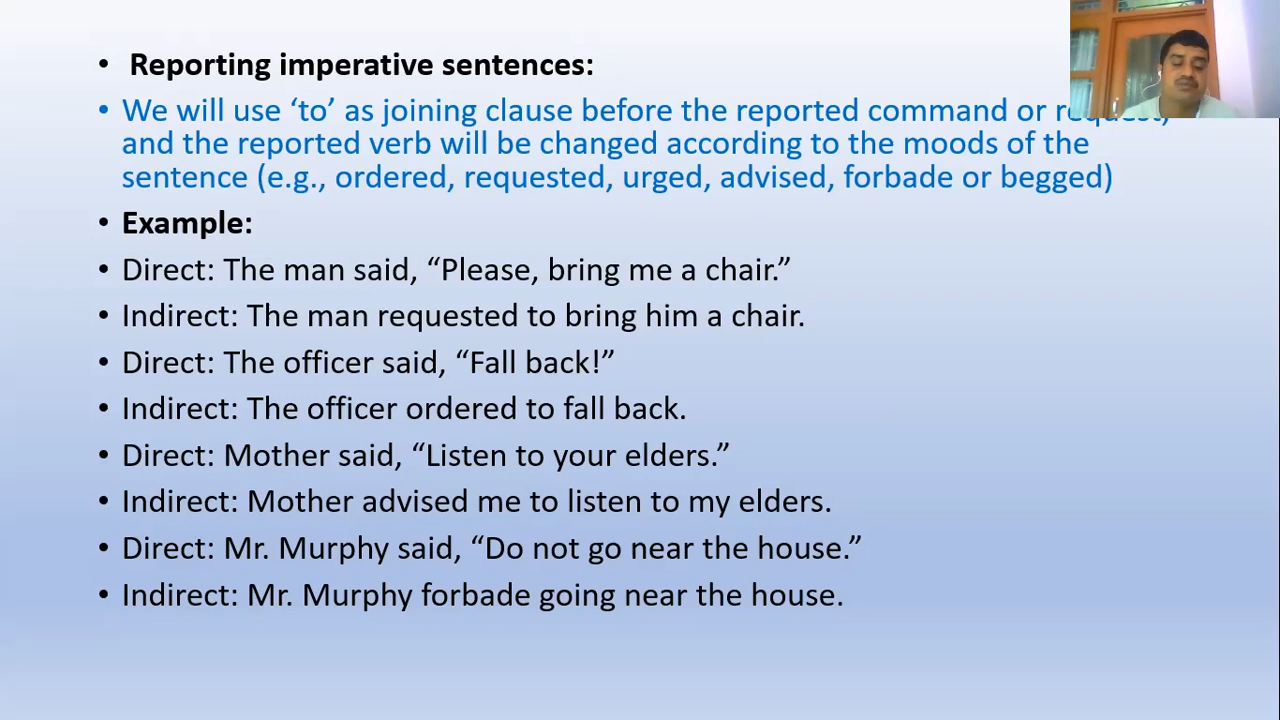 • Reporting imperative sentences:
• We will use ‘to’ as joining clause before the reported command or request,
and the reported verb will be changed according to the moods of the
sentence (e.g., ordered, requested, urged, advised, forbade or begged)
• Example:
• Direct: The man said, “Please, bring me a chair.”
• Indirect: The man requested to bring him a chair.
• Direct: The officer said, “Fall back!”
• Indirect: The officer ordered to fall back.
• Direct: Mother said, “Listen to your elders.”
• Indirect: Mother advised me to listen to my elders.
• Direct: Mr. Murphy said, “Do not go near the house.”
• Indirect: Mr. Murphy forbade going near the house.